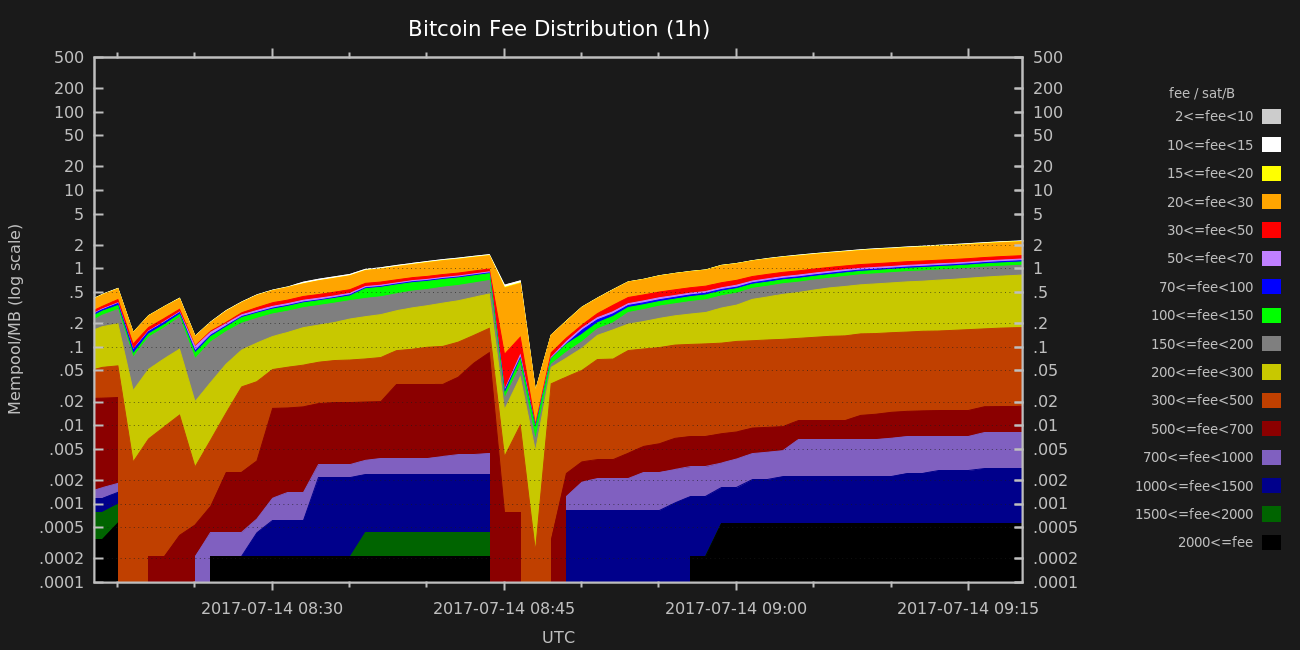 Bitcoin Fee Distribution (1h)
500 500
200 200
100 100
50 50
20 20
10 10
5 5
2 2
1 1
.5 .5
.2 .2
.1 .1
.05 .05
.02 .02
.01 .01
.005 .005
.002 .002
.001 .001
.0005 .0005
.0002 .0002
.0001 .0001
Mempool/MB (log scale)
2017-07-14 08:30 2017-07-14 08:45 2017-07-14 09:00 2017-07-14 09:15
UTC
fee / sat/B
2<=fee<10
10<=fee<15
15<=fee<20
20<=fee<30
30<=fee<50
50<=fee<70
70<=fee<100
100<=fee<150
150<=fee<200
200<=fee<300
300<=fee<500
500<=fee<700
700<=fee<1000
1000<=fee<1500
1500<=fee<2000
2000<=fee